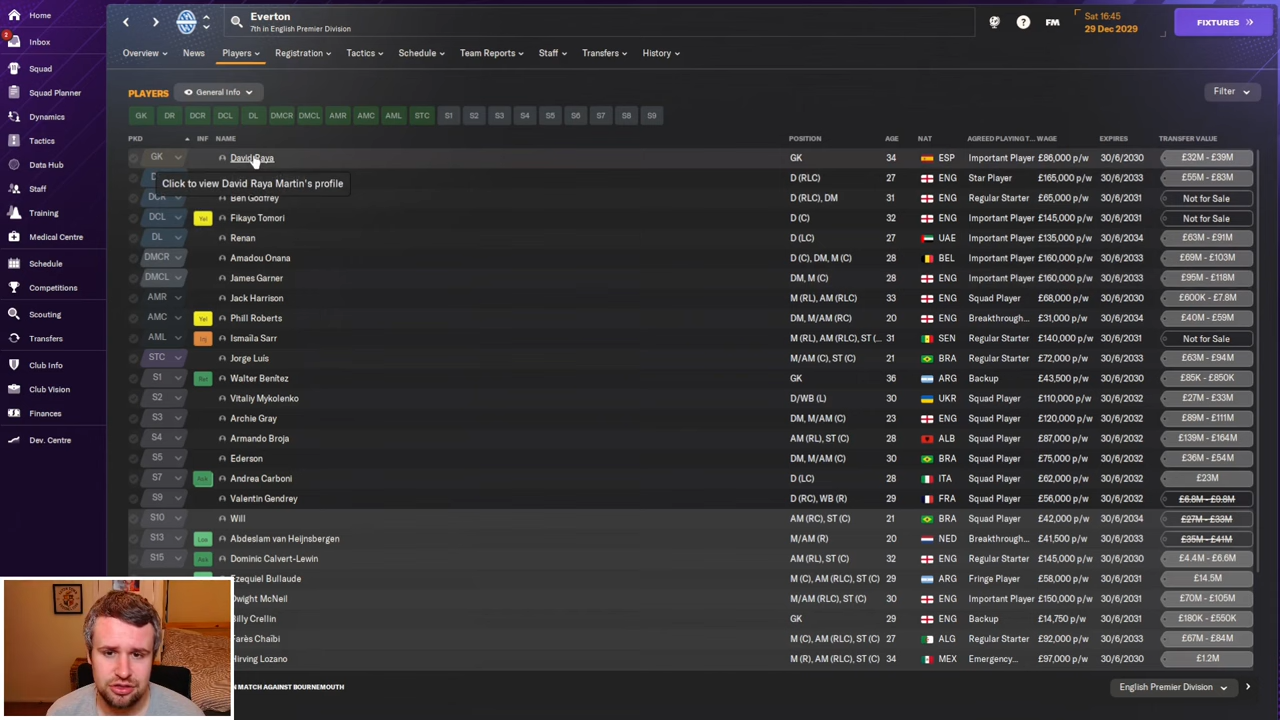 Home
Everton
7th in English Premier Division
FM
Sat 16:45
29 Dec 2029
FIXTURES
2
Inbox
Overview
News
Players
Registration
Tactics
Schedule
Team Reports
Staff
Transfers
History
Squad
Squad Planner
PLAYERS
General Info
Filter
Dynamics
GK DR DCR DCL DL DMCR DMCL AMR AMC AML STC S1 S2 S3 S4 S5 S6 S7 S8 S9
Tactics
PKD INF NAME POSITION AGE NAT AGREED PLAYING T... WAGE EXPIRES TRANSFER VALUE
Data Hub
GK David Raya GK 34 ESP Important Player £86,000 p/w 30/6/2030 £32M - £39M
Click to view David Raya Martin's profile
D (RLC) 27 ENG Star Player £165,000 p/w 30/6/2033 £55M - £83M
Staff
Ben Godfrey D (RLC), DM 31 ENG Regular Starter £65,000 p/w 30/6/2031 Not for Sale
Training
DCL Yel Fikayo Tomori D (C) 32 ENG Important Player £145,000 p/w 30/6/2031 Not for Sale
Medical Centre
DL Renan D (LC) 27 UAE Important Player £135,000 p/w 30/6/2034 £63M - £91M
Schedule
DMCR Amadou Onana D (C), DM, M (C) 28 BEL Important Player £160,000 p/w 30/6/2033 £69M - £103M
DMCL James Garner DM, M (C) 28 ENG Important Player £160,000 p/w 30/6/2033 £95M - £118M
Competitions
AMR Jack Harrison M (RL), AM (RLC) 33 ENG Squad Player £68,000 p/w 30/6/2030 £600K - £7.8M
Scouting
AMC Yel Phill Roberts DM, M/AM (RC) 20 ENG Breakthrough... £31,000 p/w 30/6/2034 £40M - £59M
Transfers
AML Inj Ismaïla Sarr M (RL), AM (RLC), ST (... 31 SEN Regular Starter £140,000 p/w 30/6/2031 Not for Sale
Club Info
STC Jorge Luís M/AM (C), ST (C) 21 BRA Regular Starter £72,000 p/w 30/6/2033 £63M - £94M
S1 Ret Walter Benítez GK 36 ARG Backup £43,500 p/w 30/6/2031 £85K - £850K
Club Vision
S2 Vitaliy Mykolenko D/WB (L) 30 UKR Squad Player £110,000 p/w 30/6/2032 £27M - £33M
Finances
S3 Archie Gray DM, M/AM (C) 23 ENG Squad Player £120,000 p/w 30/6/2032 £89M - £111M
Dev. Centre
S4 Armando Broja AM (RL), ST (C) 28 ALB Squad Player £87,000 p/w 30/6/2032 £139M - £164M
S5 Ederson DM, M/AM (C) 30 BRA Squad Player £75,000 p/w 30/6/2032 £36M - £54M
S7 Andrea Carboni D (LC) 28 ITA Squad Player £62,000 p/w 30/6/2032 £23M
S9 Valentin Gendrey D (RC), WB (R) 29 FRA Squad Player £56,000 p/w 30/6/2032 £6.8M - £9.8M
S10 Will AM (RC), ST (C) 21 BRA Squad Player £42,000 p/w 30/6/2034 £27M - £33M
S13 Loa Abdeslam van Heijnsbergen M/AM (R) 20 NED Breakthrough... £41,500 p/w 30/6/2033 £35M - £41M
S15 Dominic Calvert-Lewin AM (RL), ST (C) 32 ENG Regular Starter £145,000 p/w 30/6/2031 £4.4M - £6.6M
Ezequiel Bullaude M (C), AM (RLC), ST (C) 29 ARG Fringe Player £58,000 p/w 30/6/2031 £14.5M
Dwight McNeil M/AM (RLC), ST (C) 30 ENG Important Player £150,000 p/w 30/6/2032 £70M - £105M
Billy Crellin GK 29 ENG Backup £14,750 p/w 30/6/2031 £180K - £550K
Farès Chaïbi M (C), AM (RLC), ST (C) 27 ALG Regular Starter £92,000 p/w 30/6/2033 £67M - £84M
Hirving Lozano M (R), AM (RLC), ST (C) 34 MEX Emergency... £97,000 p/w 30/6/2030 £1.2M
N MATCH AGAINST BOURNEMOUTH
English Premier Division